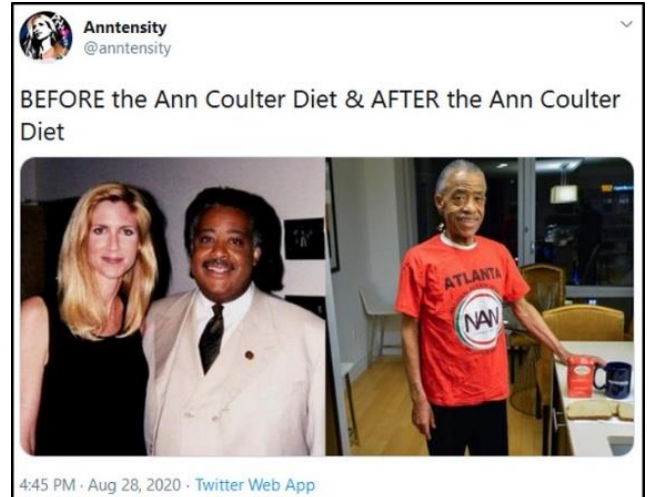 Anntensity
@anntensity
BEFORE the Ann Coulter Diet & AFTER the Ann Coulter
Diet
ATLANTA
NAN
4:45 PM · Aug 28, 2020 · Twitter Web App